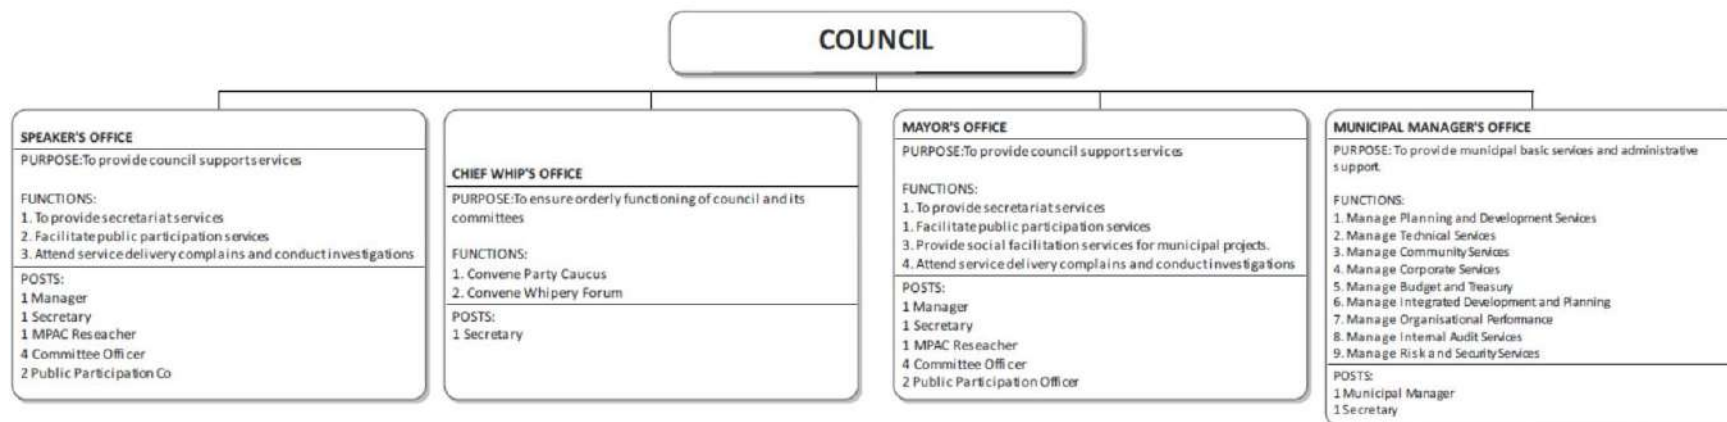 COUNCIL
SPEAKER'S OFFICE
PURPOSE:To provide council support services
FUNCTIONS:
1. To provide secretariat services
2. Facilitate public participation services
3. Attend service delivery complains and conduct investigations
POSTS:
1 Manager
1 Secretary
1 MPAC Reseacher
4 Committee Officer
2 Public Participation Co
CHIEF WHIP'S OFFICE
PURPOSE:To ensure orderly functioning of council and its
committees
FUNCTIONS:
1. Convene Party Caucus
2. Convene Whipery Forum
POSTS:
1 Secretary
MAYOR'S OFFICE
PURPOSE:To provide council support services
FUNCTIONS:
1. To provide secretariat services
1. Facilitate public participation services
3. Provide social facilitation services for municipal projects.
4. Attend service delivery complains and conduct investigations
POSTS:
1 Manager
1 Secretary
1 MPAC Reseacher
4 Committee Officer
2 Public Participation Officer
MUNICIPAL MANAGER'S OFFICE
PURPOSE: To provide municipal basic services and administrative
support.
FUNCTIONS:
1. Manage Planning and Development Services
2. Manage Technical Services
3. Manage Community Services
4. Manage Corporate Services
5. Manage Budget and Treasury
6. Manage Integrated Development and Planning
7. Manage Organisational Performance
8. Manage Internal Audit Services
9. Manage Risk and Security Services
POSTS:
1 Municipal Manager
1 Secretary